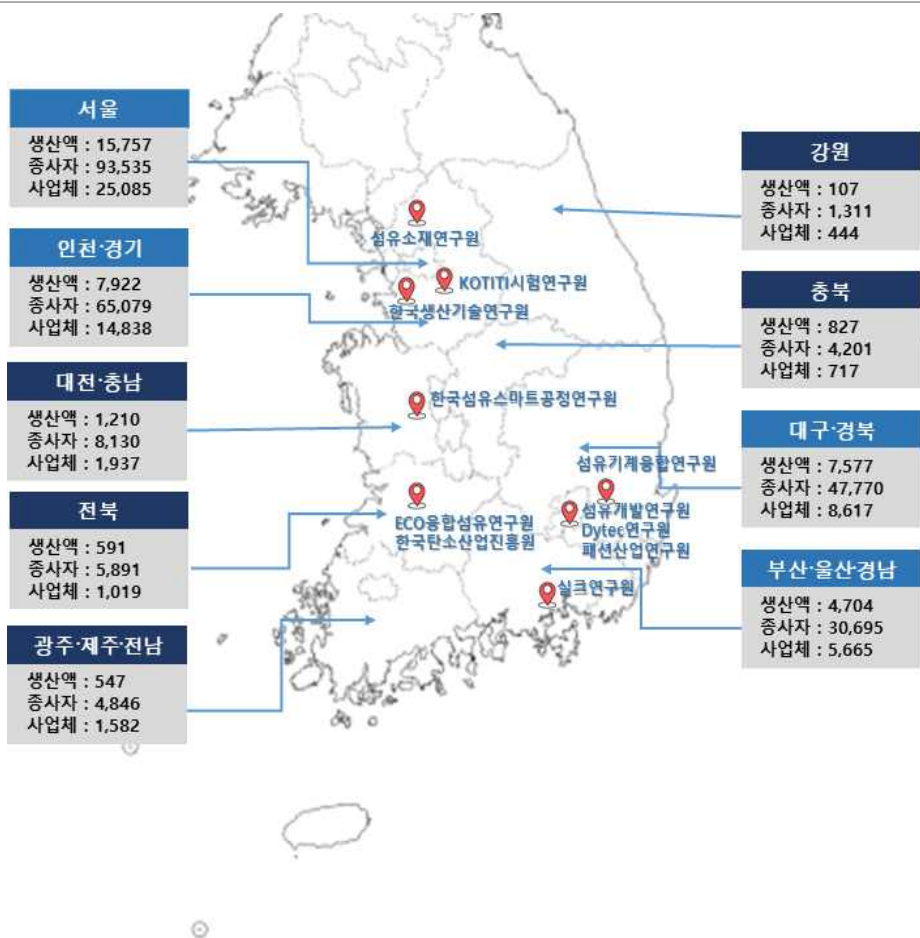 서울
생산액 : 15,757
종사자 : 93,535
사업체 : 25,085
인천·경기
생산액 : 7,922
종사자 : 65,079
사업체 : 14,838
대전·충남
생산액 : 1,210
종사자 : 8,130
사업체 : 1,937
전북
생산액 : 591
종사자 : 5,891
사업체 : 1,019
광주·제주·전남
생산액 : 547
종사자 : 4,846
사업체 : 1,582
섬유소재연구원
KOTITI시험연구원
한국생산기술연구원
한국섬유스마트공정연구원
섬유기계융합연구원
ECO융합섬유연구원
한국탄소산업진흥원
섬유개발연구원
Dytec연구원
패션산업연구원
실크연구원
강원
생산액 : 107
종사자 : 1,311
사업체 : 444
충북
생산액 : 827
종사자 : 4,201
사업체 : 717
대구·경북
생산액 : 7,577
종사자 : 47,770
사업체 : 8,617
부산·울산·경남
생산액 : 4,704
종사자 : 30,695
사업체 : 5,665